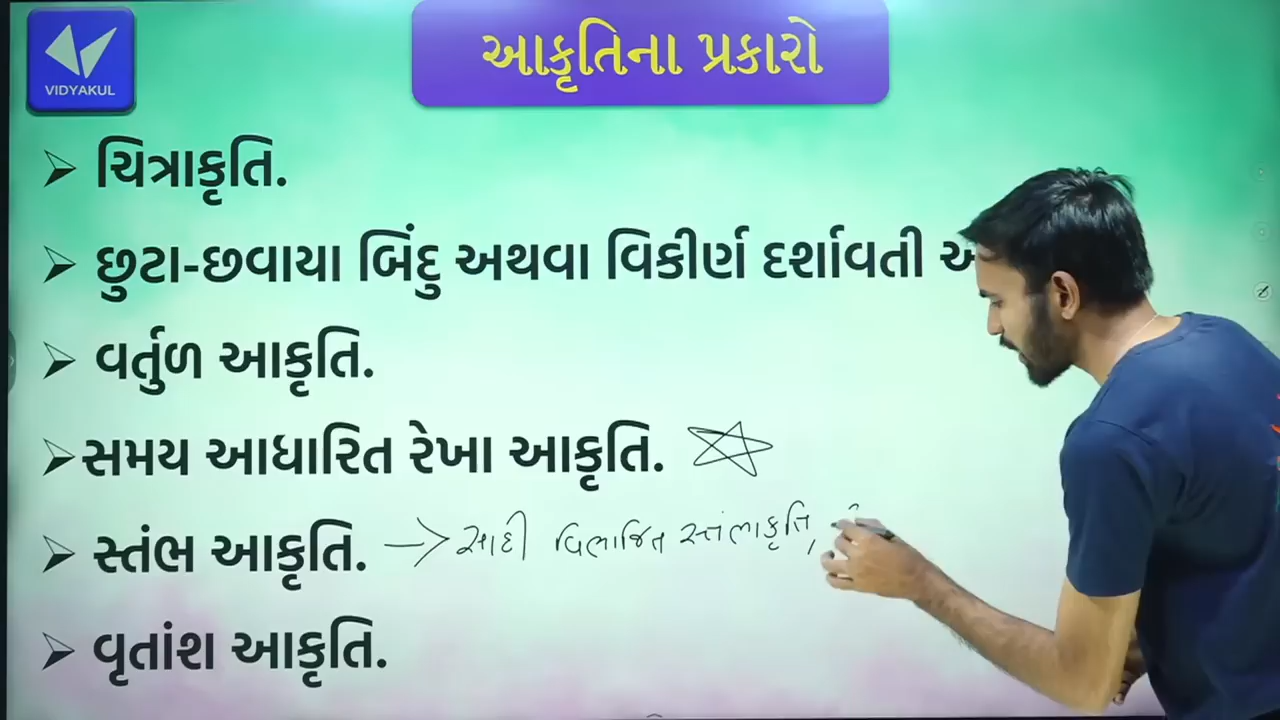 VIDYAKUL
આકૃતિના પ્રકારો
➢ ચિત્રાકૃતિ.
➢ છુટા-છવાયા બિંદુ અથવા વિકીર્ણ દર્શાવતી
➢ વર્તુળ આકૃતિ.
➢સમય આધારિત રેખા આકૃતિ.
➢ સ્તંભ આકૃતિ. → સાદી વિભાજિત સ્તંભાકૃતિ,
➢ વૃતાંશ આકૃતિ.